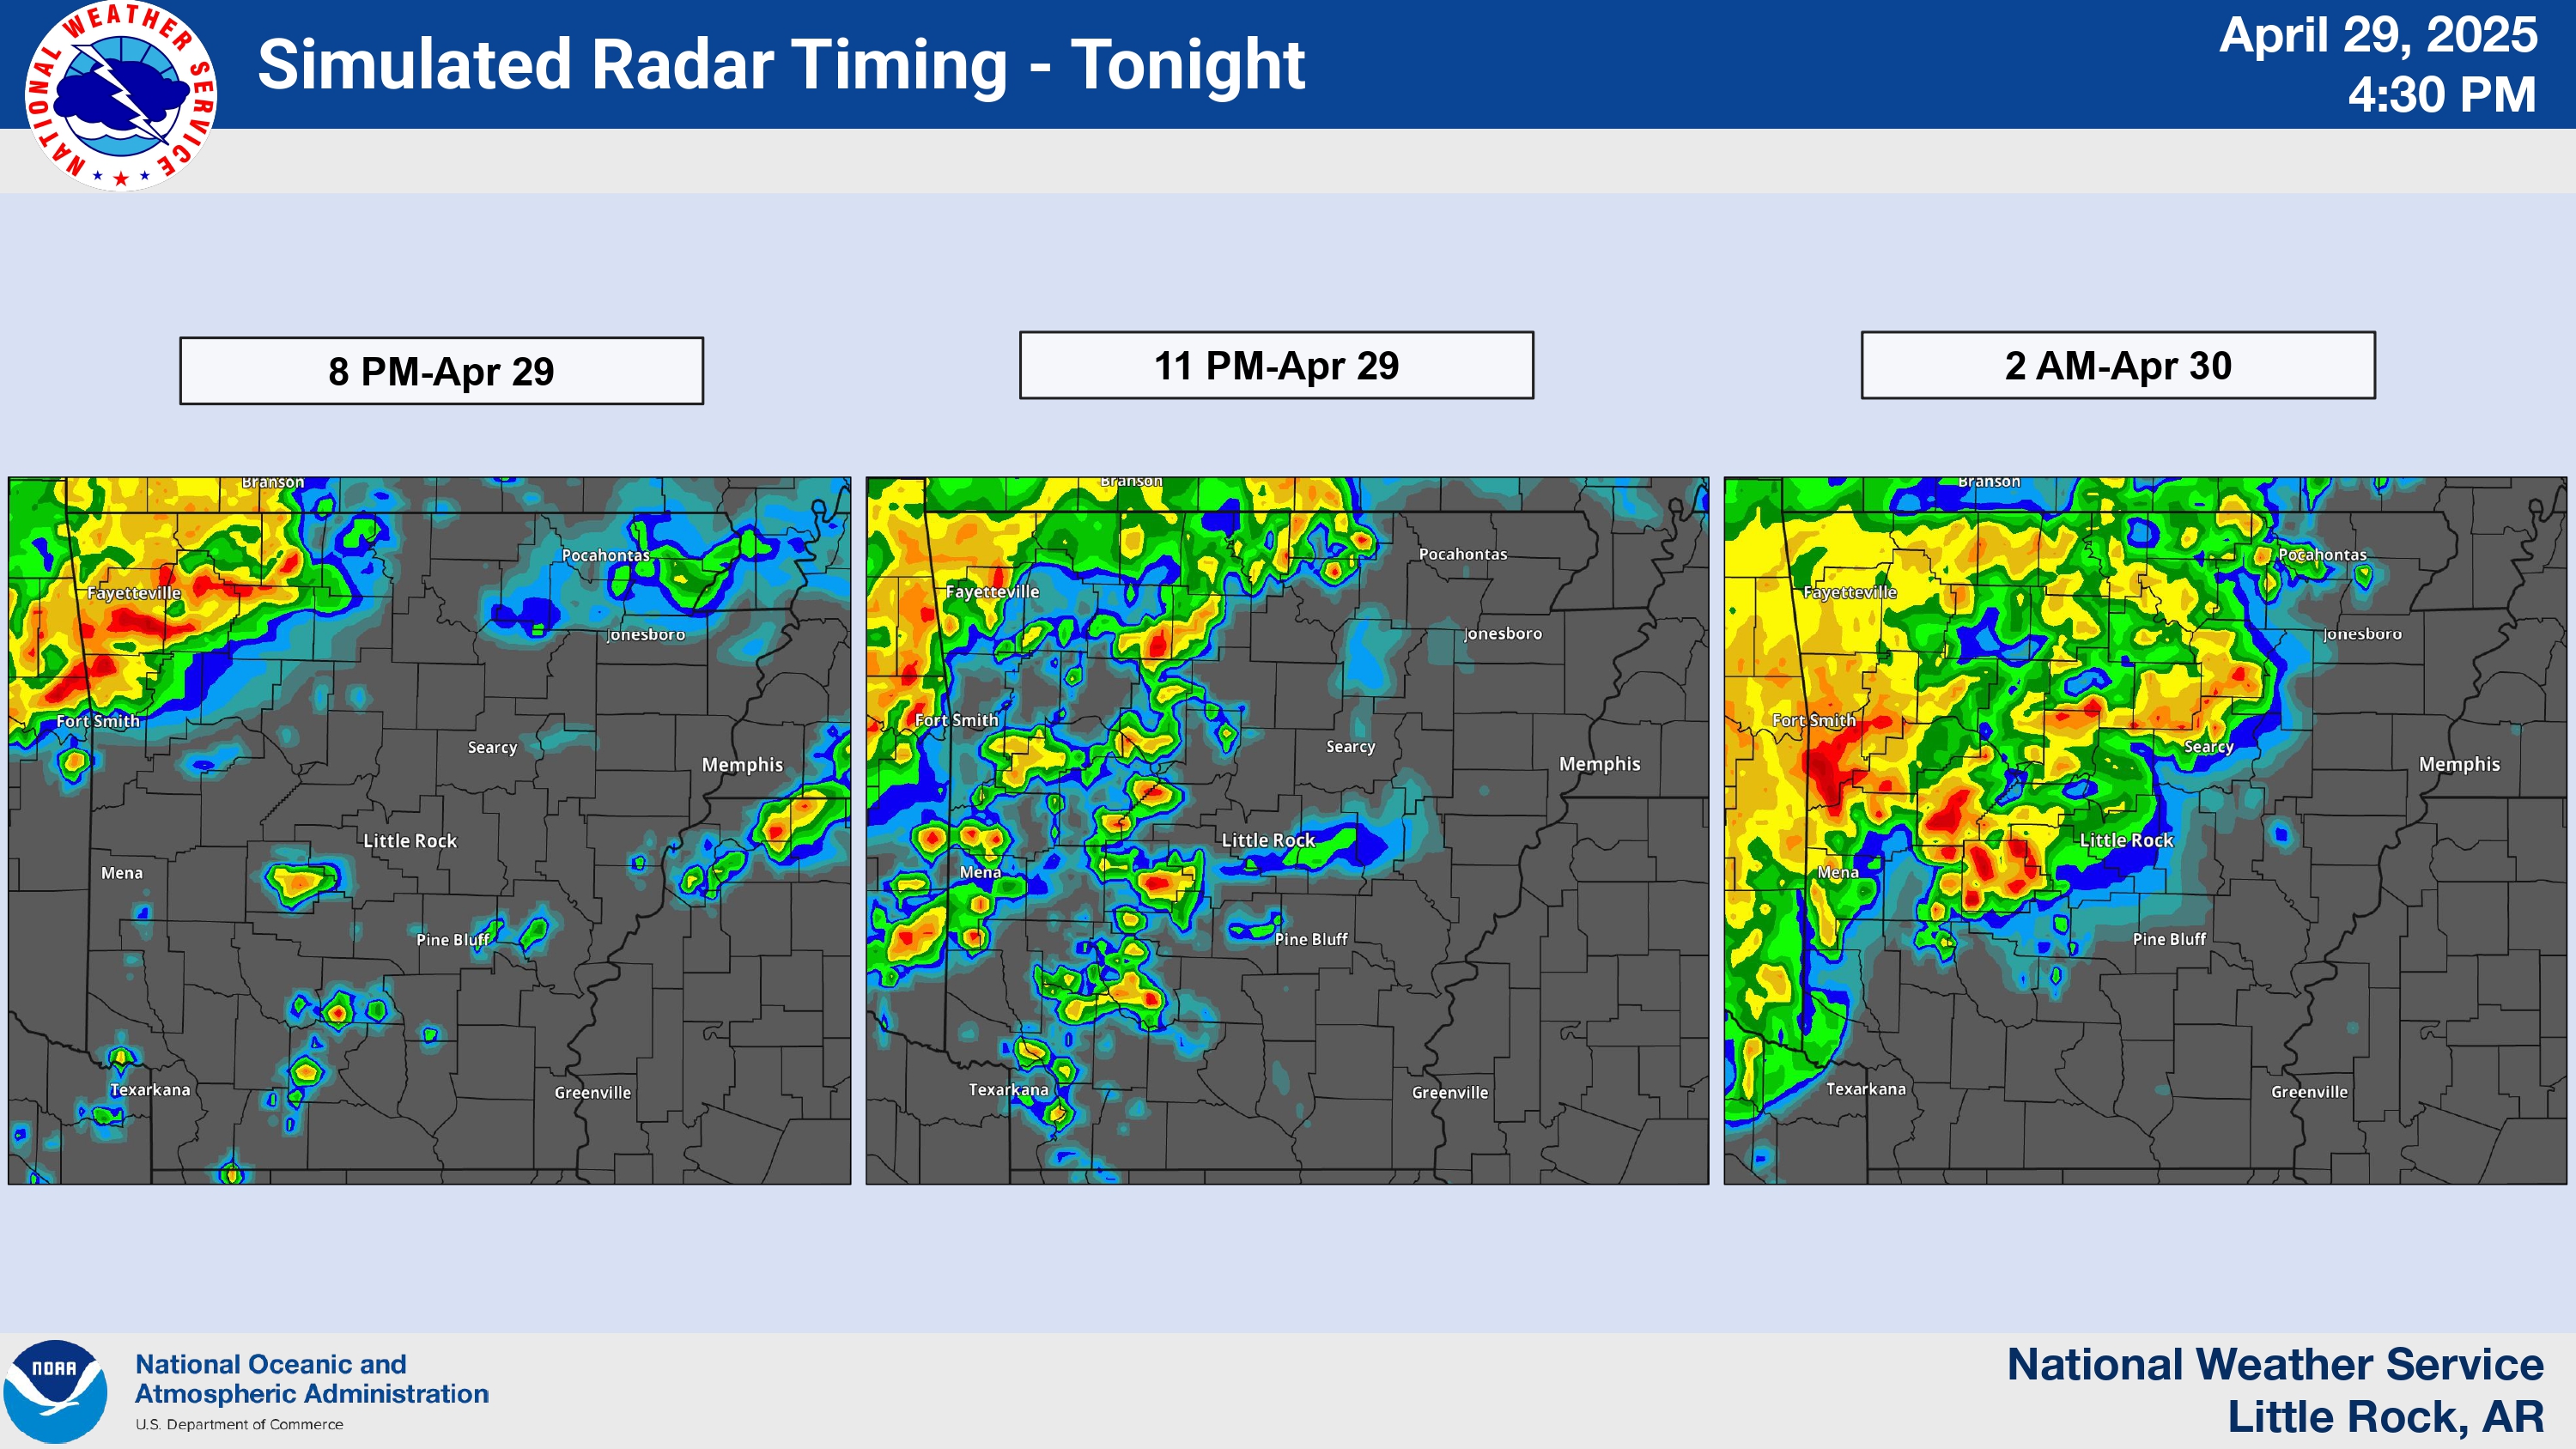 NATIONAL WEATHER SERVICE
Simulated Radar Timing - Tonight
April 29, 2025
4:30 PM
8 PM-Apr 29
11 PM-Apr 29
2 AM-Apr 30
Branson
Pocahontas
Fayetteville
Jonesboro
Fort Smith
Searcy
Memphis
Little Rock
Mena
Pine Bluff
Texarkana
Greenville
Branson
Pocahontas
Fayetteville
Jonesboro
Fort Smith
Searcy
Memphis
Little Rock
Mena
Pine Bluff
Texarkana
Greenville
Branson
Pocahontas
Fayetteville
Jonesboro
Fort Smith
Searcy
Memphis
Little Rock
Mena
Pine Bluff
Texarkana
Greenville
NOAA
National Oceanic and
Atmospheric Administration
U.S. Department of Commerce
National Weather Service
Little Rock, AR